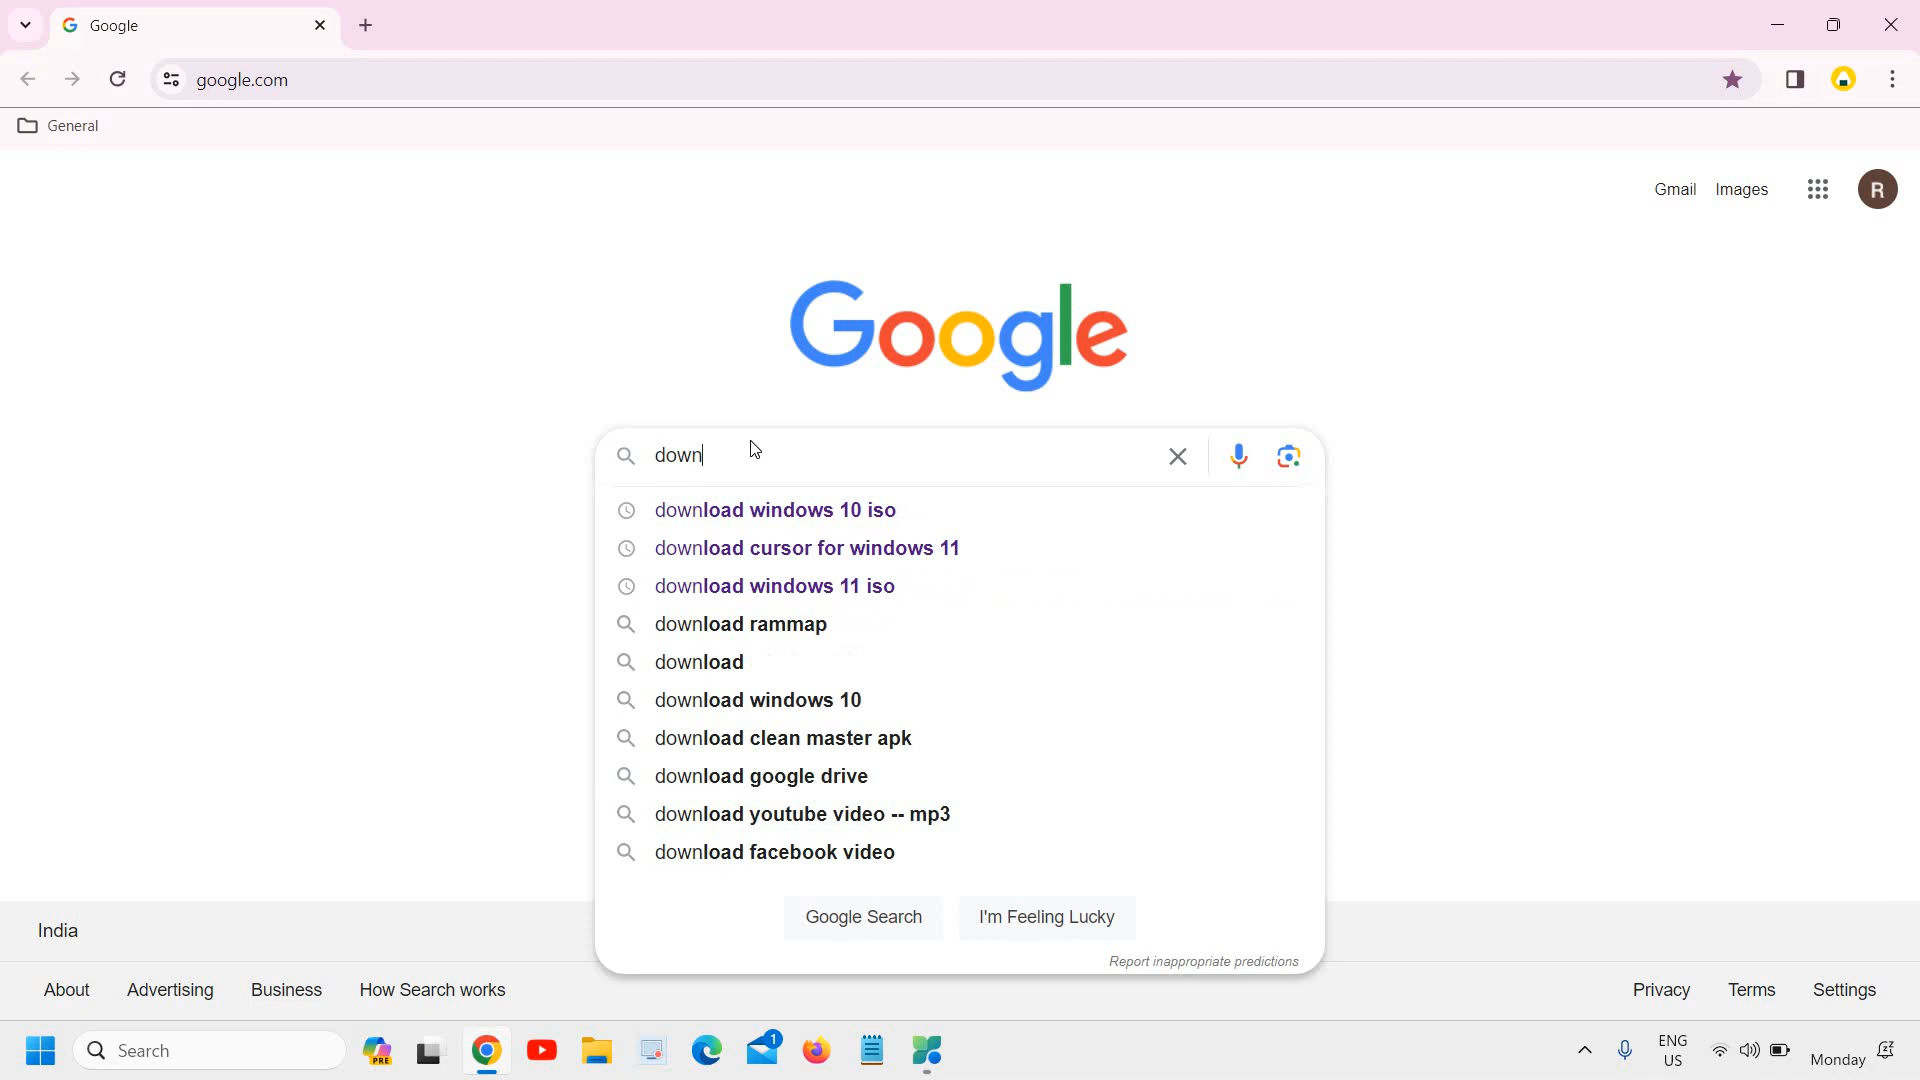 Google
google.com
General
Gmail Images
R
Google
down
download windows 10 iso
download cursor for windows 11
download windows 11 iso
download rammap
download
download windows 10
download clean master apk
download google drive
download youtube video -- mp3
download facebook video
Google Search I'm Feeling Lucky
Report inappropriate predictions
India
About Advertising Business How Search works Privacy Terms Settings
Search
PRE
1
ENG
US
Monday